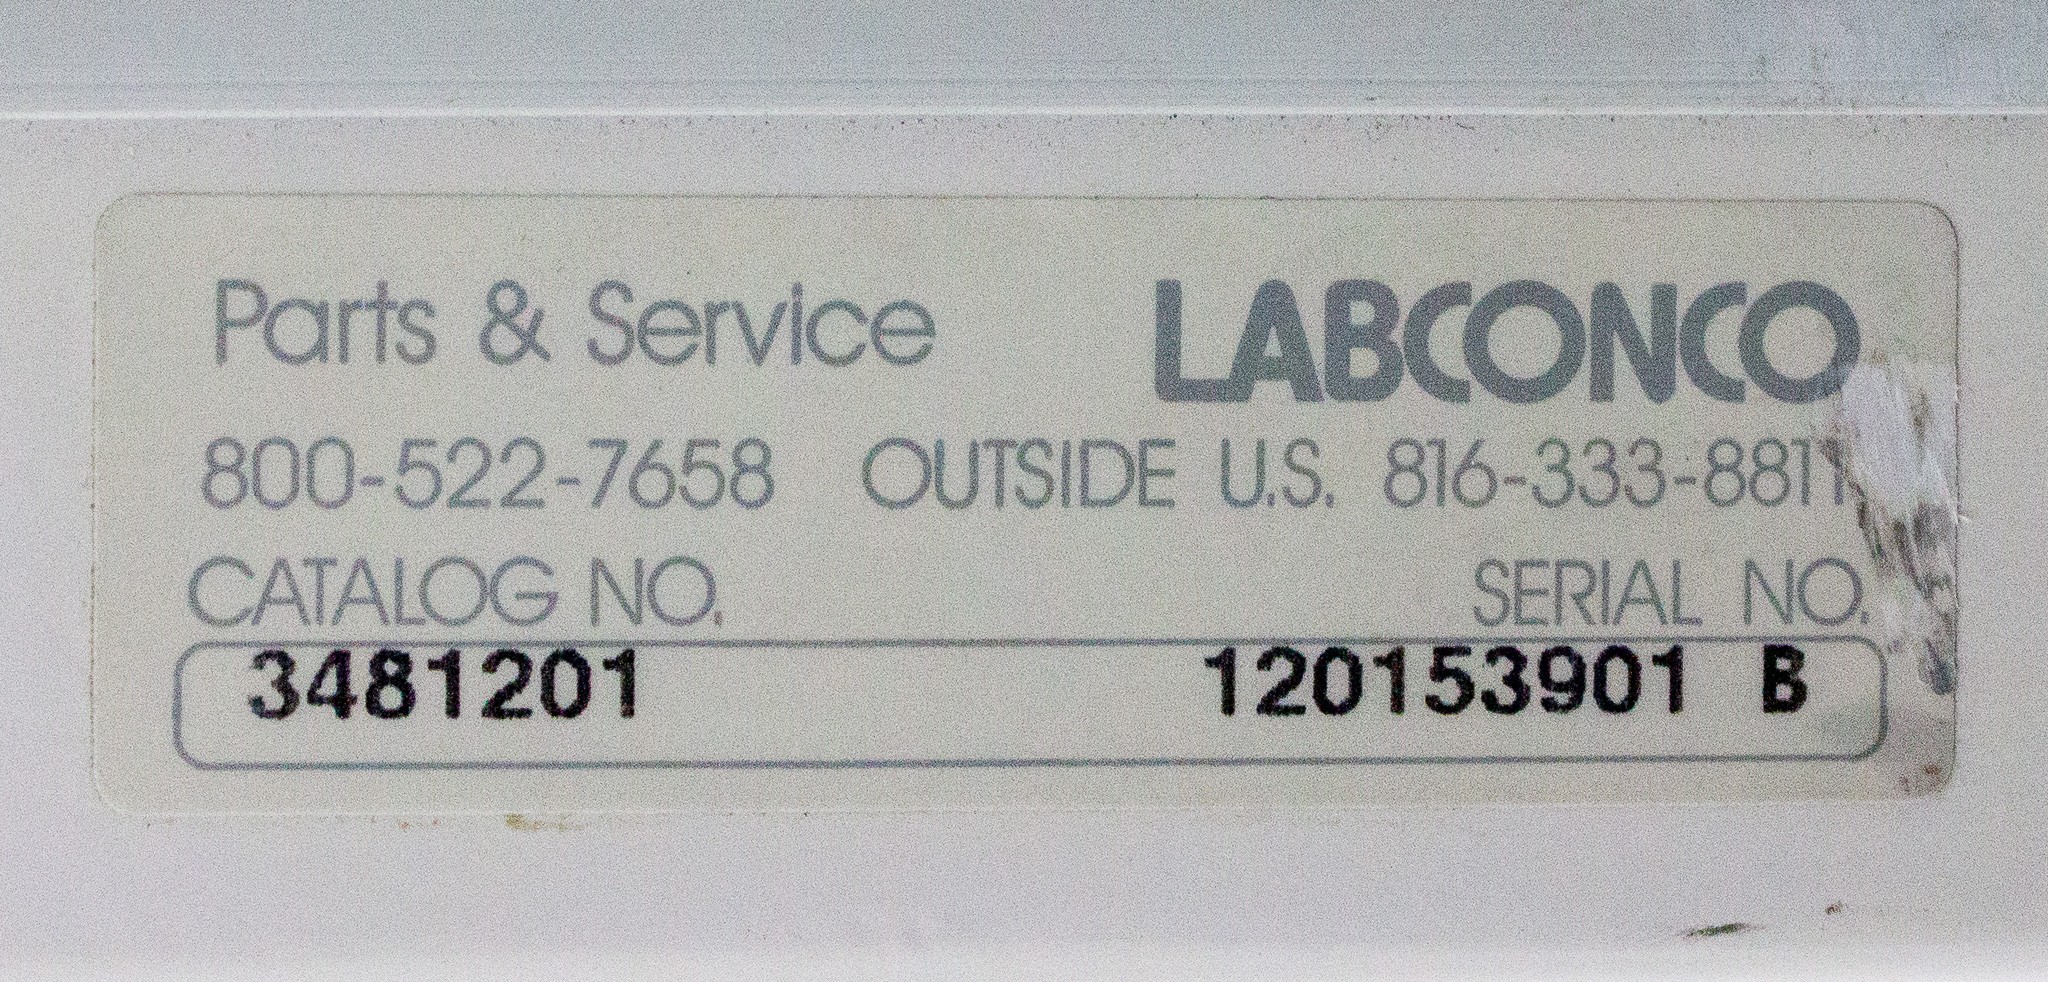 Parts & Service LABCONCO
800-522-7658 OUTSIDE U.S. 816-333-8811
CATALOG NO. SERIAL NO.
3481201 120153901 B